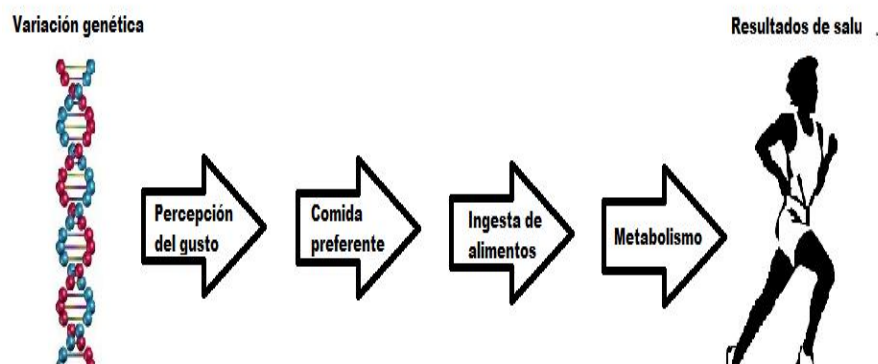 Variación genética
Resultados de salu
Percepción
del gusto
Comida
preferente
Ingesta de
alimentos
Metabolismo